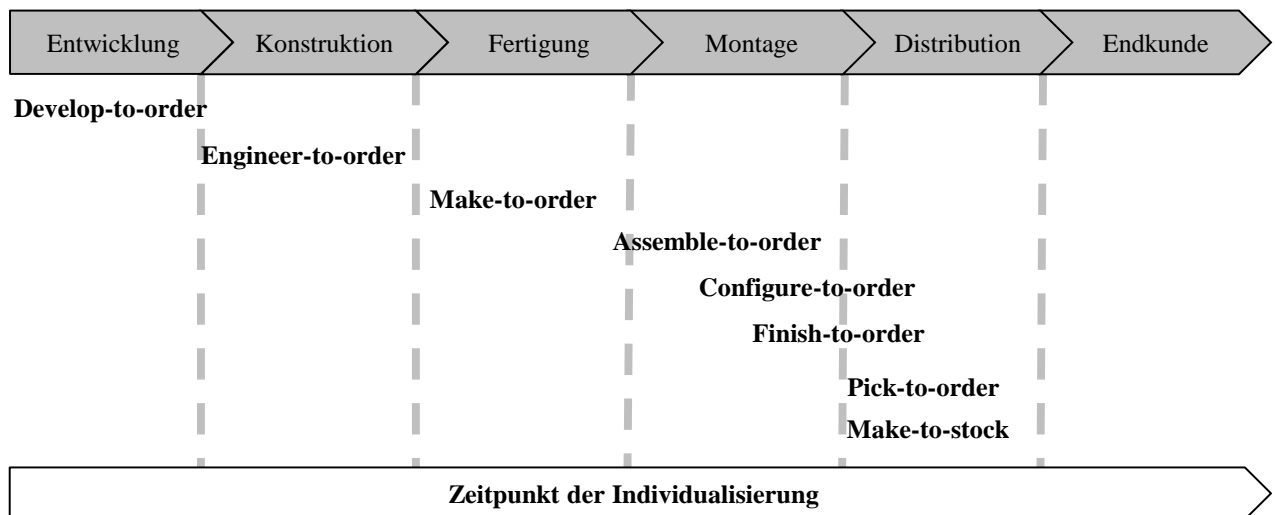 Entwicklung Konstruktion Fertigung Montage Distribution Endkunde
Develop-to-order
Engineer-to-order
Make-to-order
Assemble-to-order
Configure-to-order
Finish-to-order
Pick-to-order
Make-to-stock
Zeitpunkt der Individualisierung